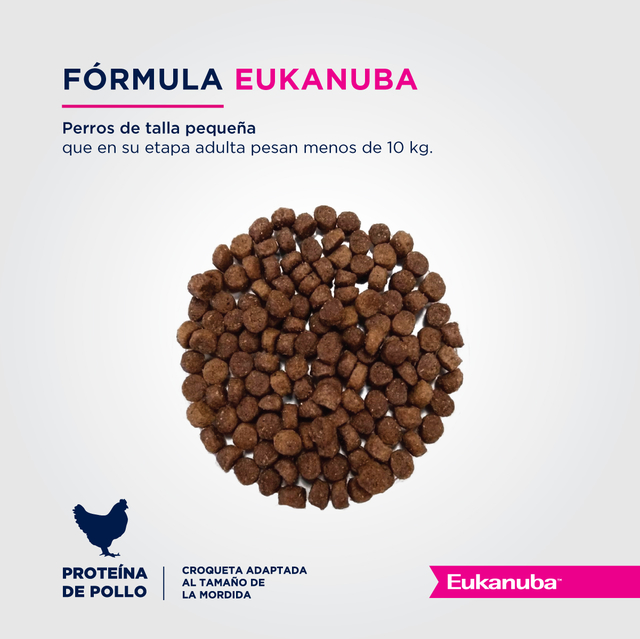 FÓRMULA EUKANUBA
Perros de talla pequeña
que en su etapa adulta pesan menos de 10 kg.
PROTEÍNA
DE POLLO
CROQUETA ADAPTADA
AL TAMAÑO DE
LA MORDIDA
Eukanuba™